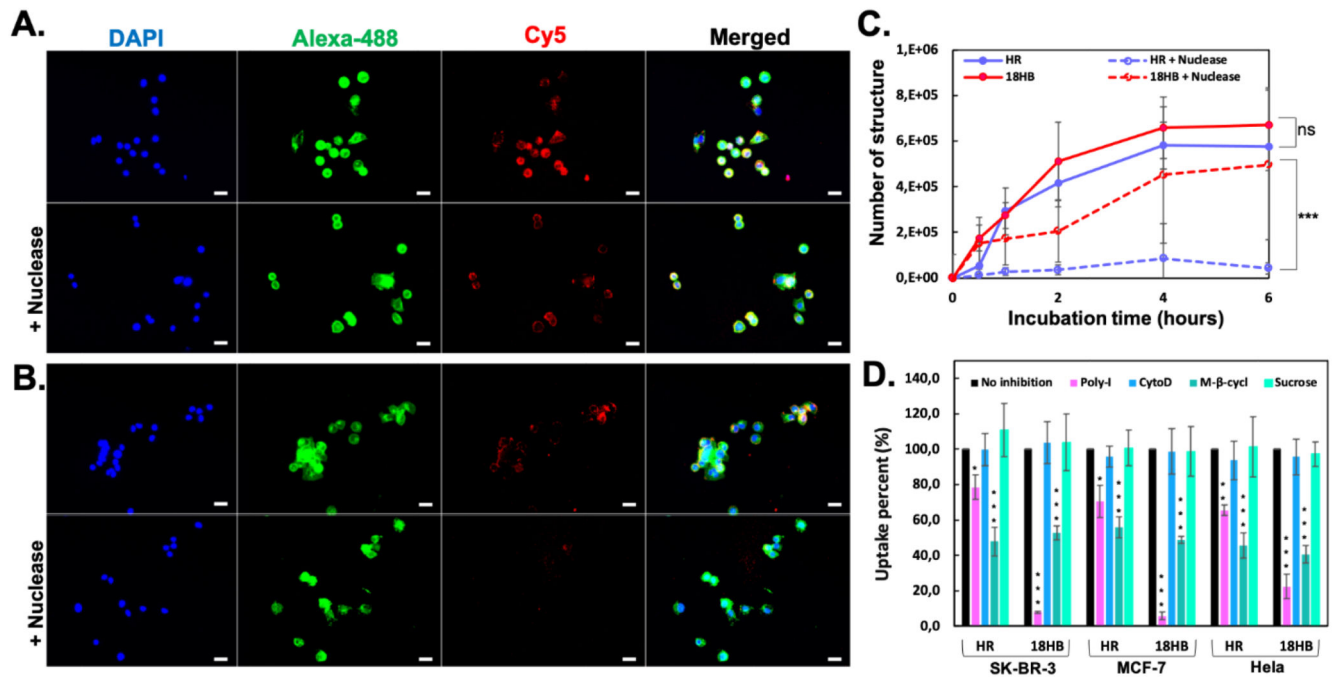 A.
DAPI
Alexa-488
Cy5
Merged
+ Nuclease
B.
+ Nuclease
C.
1,E+06
8,E+05
6,E+05
4,E+05
2,E+05
0,E+00
Number of structure
HR
HR + Nuclease
18HB
18HB + Nuclease
ns
***
0
2
4
6
Incubation time (hours)
D.
140,0
120,0
100,0
80,0
60,0
40,0
20,0
0,0
Uptake percent (%)
No inhibition
Poly-I
CytoD
M-β-cycl
Sucrose
*
***
***
***
*
***
***
***
**
***
***
***
HR
18HB
HR
18HB
HR
18HB
SK-BR-3
MCF-7
Hela